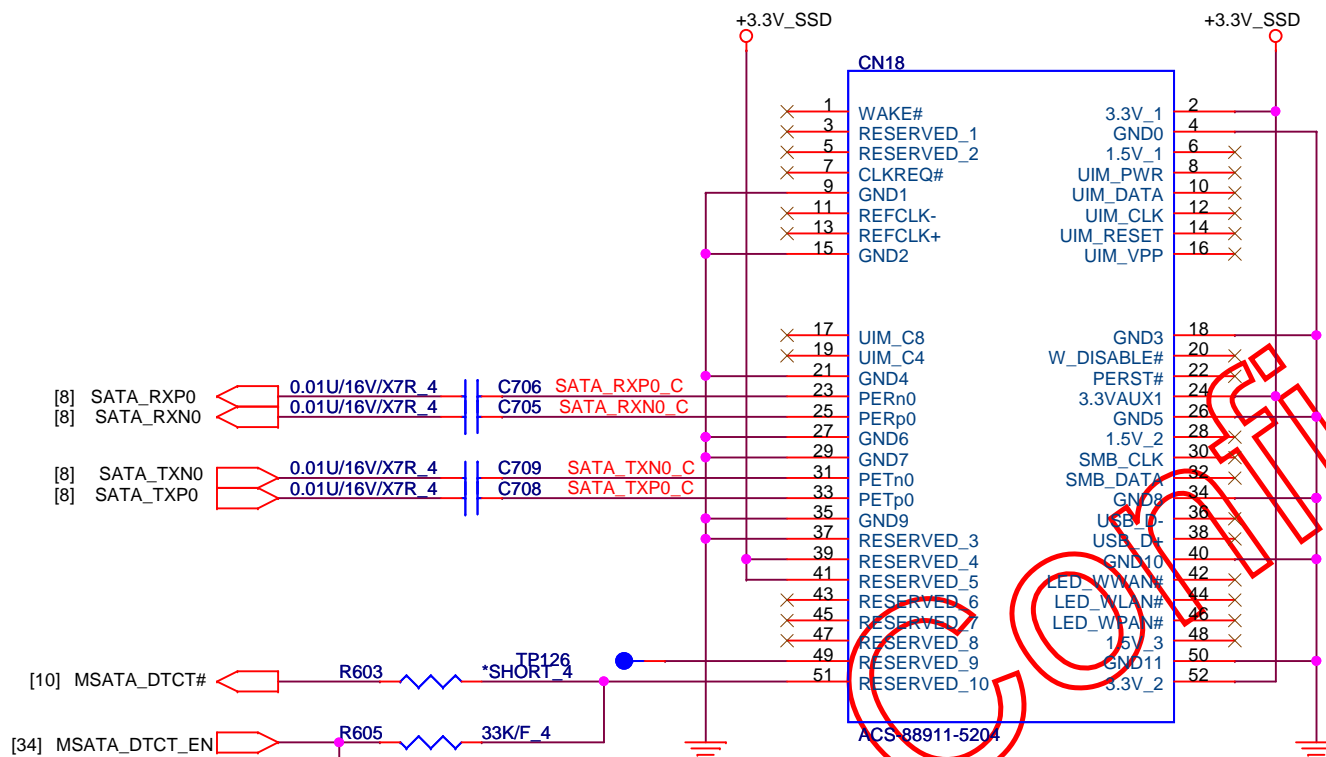 +3.3V_SSD +3.3V_SSD
CN18
1 WAKE# 3.3V_1 2
3 RESERVED_1 GND0 4
5 RESERVED_2 1.5V_1 6
7 CLKREQ# UIM_PWR 8
9 GND1 UIM_DATA 10
11 REFCLK- UIM_CLK 12
13 REFCLK+ UIM_RESET 14
15 GND2 UIM_VPP 16
17 UIM_C8 GND3 18
19 UIM_C4 W_DISABLE# 20
21 GND4 PERST# 22
[8] SATA_RXP0 0.01U/16V/X7R_4 C706 SATA_RXP0_C 23 PERn0 3.3VAUX1 24
[8] SATA_RXN0 0.01U/16V/X7R_4 C705 SATA_RXN0_C 25 PERp0 GND5 26
27 GND6 1.5V_2 28
29 GND7 SMB_CLK 30
[8] SATA_TXN0 0.01U/16V/X7R_4 C709 SATA_TXN0_C 31 PETn0 SMB_DATA 32
[8] SATA_TXP0 0.01U/16V/X7R_4 C708 SATA_TXP0_C 33 PETp0 GND8 34
35 GND9 USB_D- 36
37 RESERVED_3 USB_D+ 38
39 RESERVED_4 GND10 40
41 RESERVED_5 LED_WWAN# 42
43 RESERVED_6 LED_WLAN# 44
45 RESERVED_7 LED_WPAN# 46
47 RESERVED_8 1.5V_3 48
TP126 49 RESERVED_9 GND11 50
[10] MSATA_DTCT# R603 *SHORT_4 51 RESERVED_10 3.3V_2 52
[34] MSATA_DTCT_EN R605 33K/F_4
ACS-88911-5204
Confi